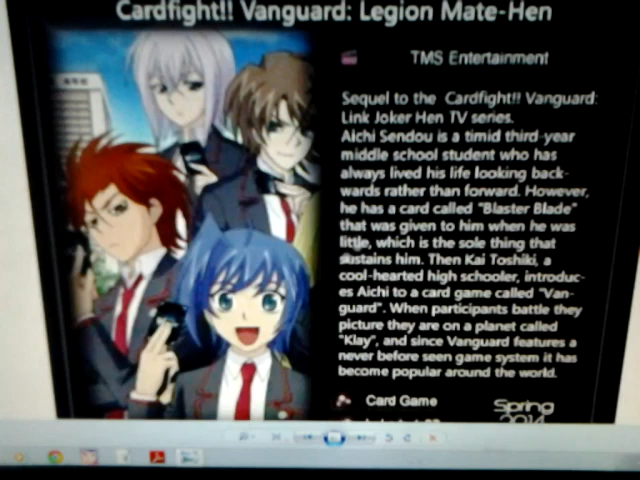 Cardfight!! Vanguard: Legion Mate-Hen
TMS Entertainment
Sequel to the Cardfight!! Vanguard:
Link Joker Hen TV series.
Aichi Sendou is a timid third-year
middle school student who has
always lived his life looking back-
wards rather than forward. However,
he has a card called "Blaster Blade"
that was given to him when he was
little, which is the sole thing that
sustains him. Then Kai Toshiki, a
cool-hearted high schooler, introduc-
es Aichi to a card game called "Van-
guard". When participants battle they
picture they are on a planet called
"Klay", and since Vanguard features a
never before seen game system it has
become popular around the world.
Card Game
Spring
2014